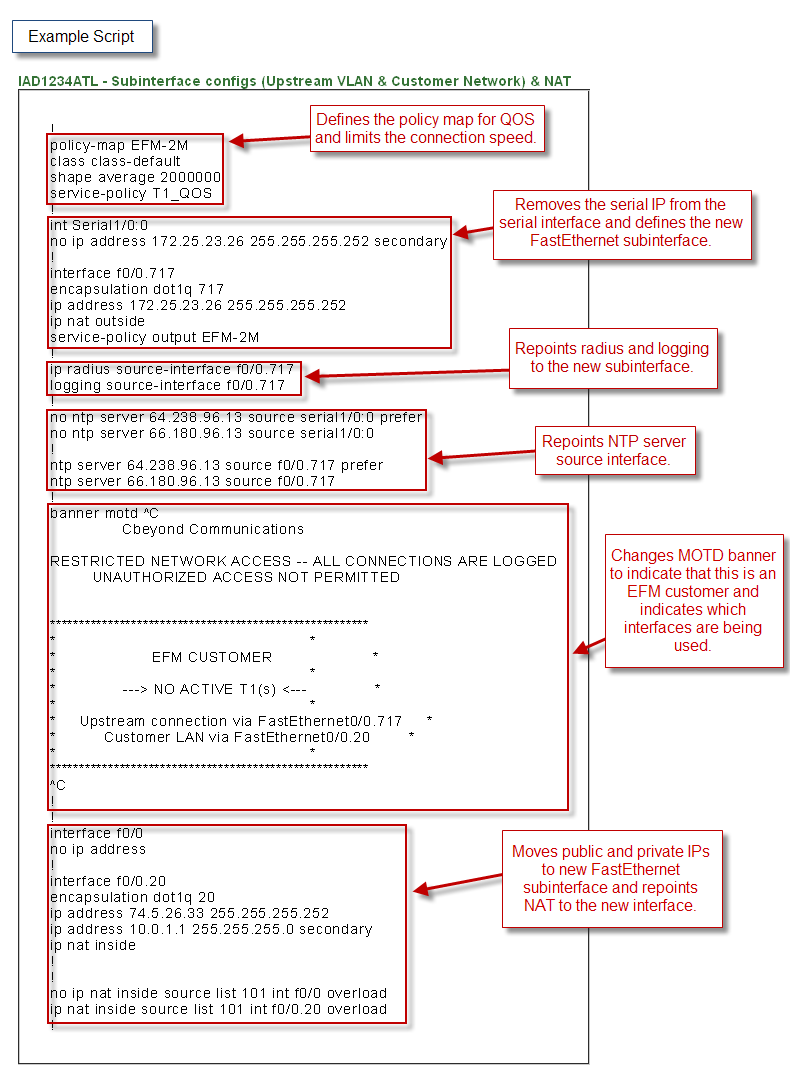 Example Script
IAD1234ATL - Subinterface configs (Upstream VLAN & Customer Network) & NAT
!
policy-map EFM-2M
class class-default
shape average 2000000
service-policy T1_QOS
!
Defines the policy map for QOS
and limits the connection speed.
int Serial1/0:0
no ip address 172.25.23.26 255.255.255.252 secondary
!
interface f0/0.717
encapsulation dot1q 717
ip address 172.25.23.26 255.255.255.252
ip nat outside
service-policy output EFM-2M
!
Removes the serial IP from the
serial interface and defines the new
FastEthernet subinterface.
ip radius source-interface f0/0.717
logging source-interface f0/0.717
!
Repoints radius and logging
to the new subinterface.
no ntp server 64.238.96.13 source serial1/0:0 prefer
no ntp server 66.180.96.13 source serial1/0:0
!
ntp server 64.238.96.13 source f0/0.717 prefer
ntp server 66.180.96.13 source f0/0.717
!
Repoints NTP server
source interface.
banner motd ^C
Cbeyond Communications
RESTRICTED NETWORK ACCESS -- ALL CONNECTIONS ARE LOGGED
UNAUTHORIZED ACCESS NOT PERMITTED
*****************************************************
* *
* EFM CUSTOMER *
* *
* ---> NO ACTIVE T1(s) <--- *
* *
* Upstream connection via FastEthernet0/0.717 *
* Customer LAN via FastEthernet0/0.20 *
* *
*****************************************************
^C
!
!
Changes MOTD banner
to indicate that this is an
EFM customer and
indicates which
interfaces are being
used.
interface f0/0
no ip address
!
interface f0/0.20
encapsulation dot1q 20
ip address 74.5.26.33 255.255.255.252
ip address 10.0.1.1 255.255.255.0 secondary
ip nat inside
!
!
no ip nat inside source list 101 int f0/0 overload
ip nat inside source list 101 int f0/0.20 overload
!
Moves public and private IPs
to new FastEthernet
subinterface and repoints
NAT to the new interface.